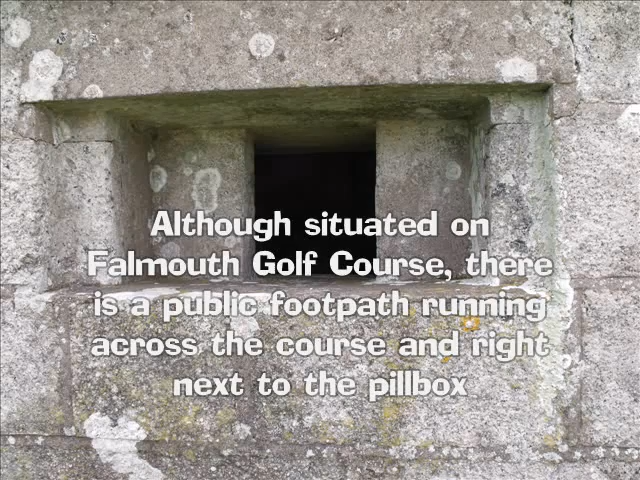 Although situated on
Falmouth Golf Course, there
is a public footpath running
across the course and right
next to the pillbox